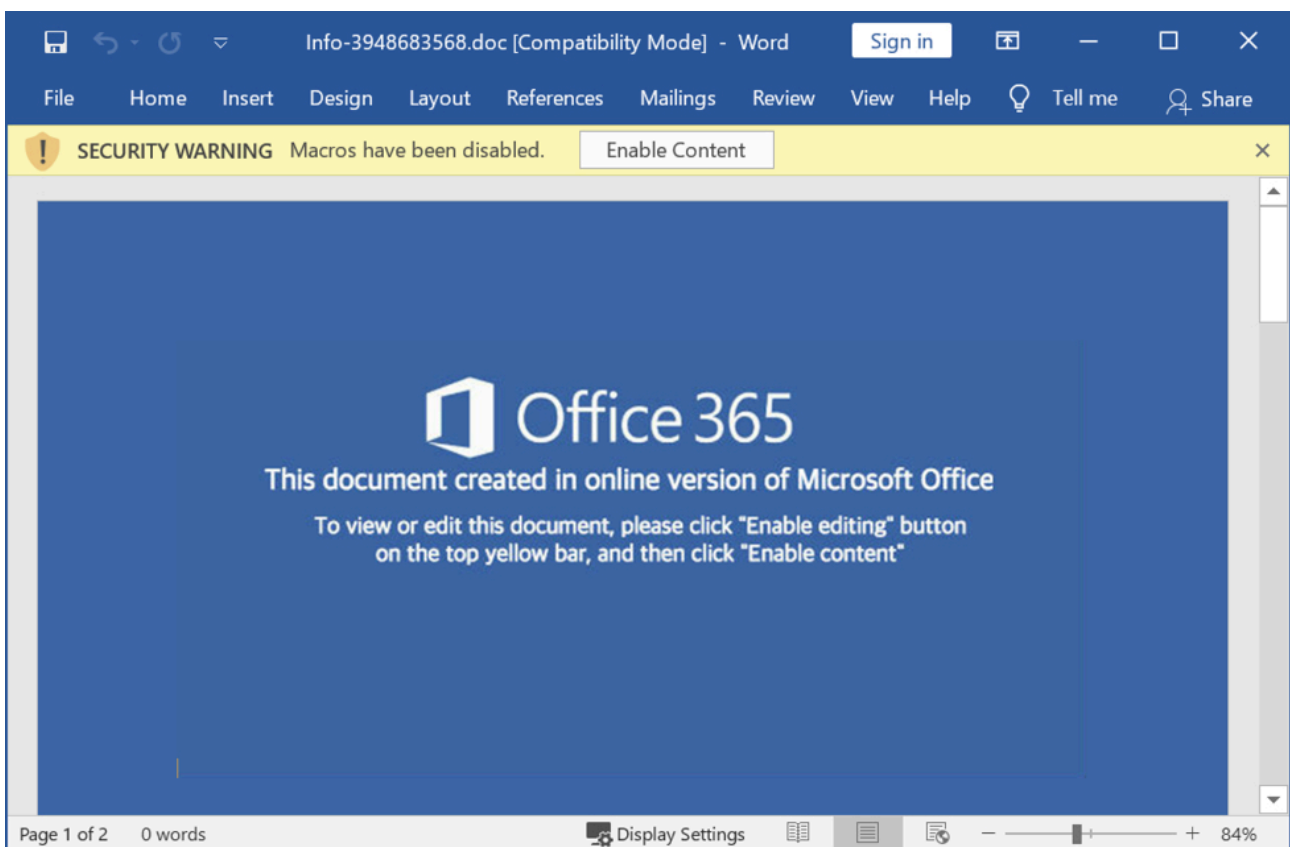 Info-3948683568.doc [Compatibility Mode] - Word Sign in
File Home Insert Design Layout References Mailings Review View Help Tell me Share
! SECURITY WARNING Macros have been disabled. Enable Content
Office 365
This document created in online version of Microsoft Office
To view or edit this document, please click "Enable editing" button
on the top yellow bar, and then click "Enable content"
Page 1 of 2 0 words Display Settings 84%